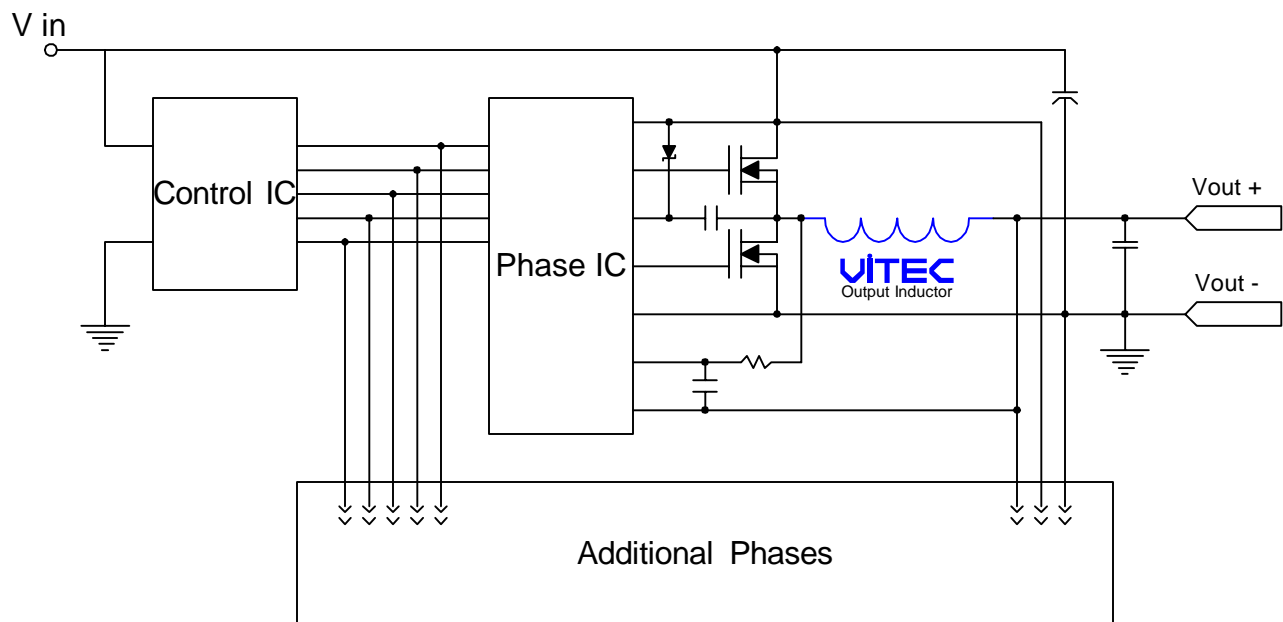 V in
Control IC
Phase IC
Vout +
ViTEC
Output Inductor
Vout -
Additional Phases